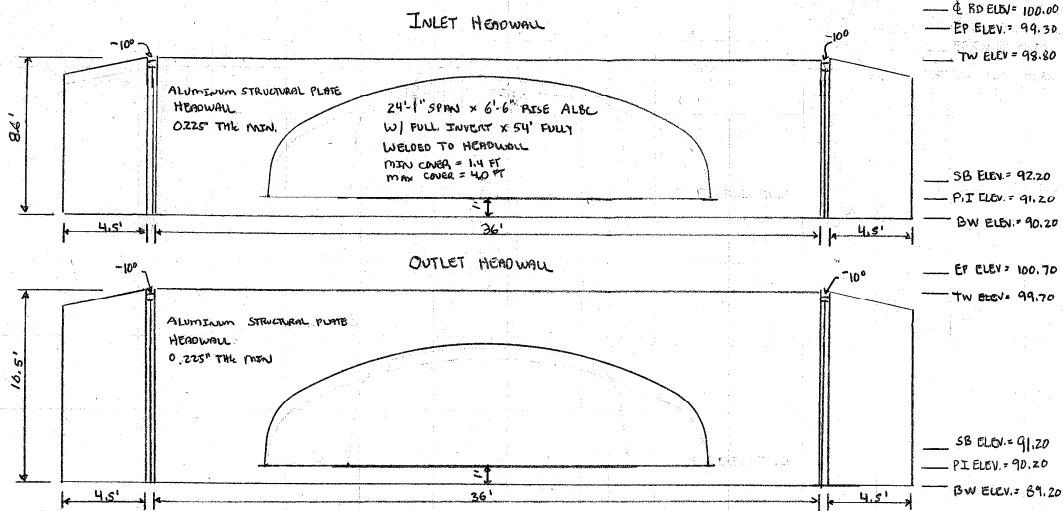 INLET HEADWALL
℄ RD ELEV = 100.00
EP ELEV. = 99.30
TW ELEV = 98.80
-10°
-10°
ALUMINUM STRUCTURAL PLATE
HEADWALL
0.225" THK MIN.
24'-1" SPAN x 6'-6" RISE ALBC
W/ FULL INVERT x 54' FULLY
WELDED TO HEADWALL
MIN COVER = 1.4 FT
MAX COVER = 4.0 FT
8.6'
SB ELEV. = 92.20
P.I ELEV. = 91.20
BW ELEV. = 90.20
4.5'
1'
36'
4.5'
OUTLET HEADWALL
EP ELEV = 100.70
TW ELEV = 99.70
-10°
-10°
ALUMINUM STRUCTURAL PLATE
HEADWALL
0.225" THK MIN
10.5'
SB ELEV. = 91.20
PI ELEV. = 90.20
BW ELEV. = 89.20
4.5'
1'
36'
4.5'